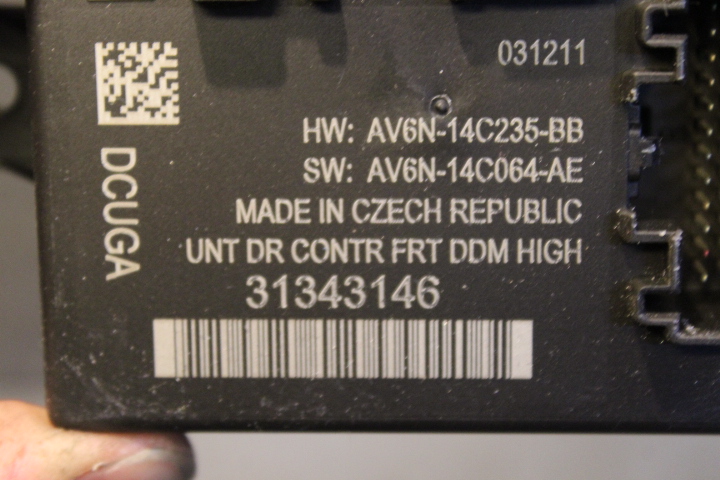 031211
HW: AV6N-14C235-BB
SW: AV6N-14C064-AE
MADE IN CZECH REPUBLIC
UNT DR CONTR FRT DDM HIGH
31343146
DCUGA